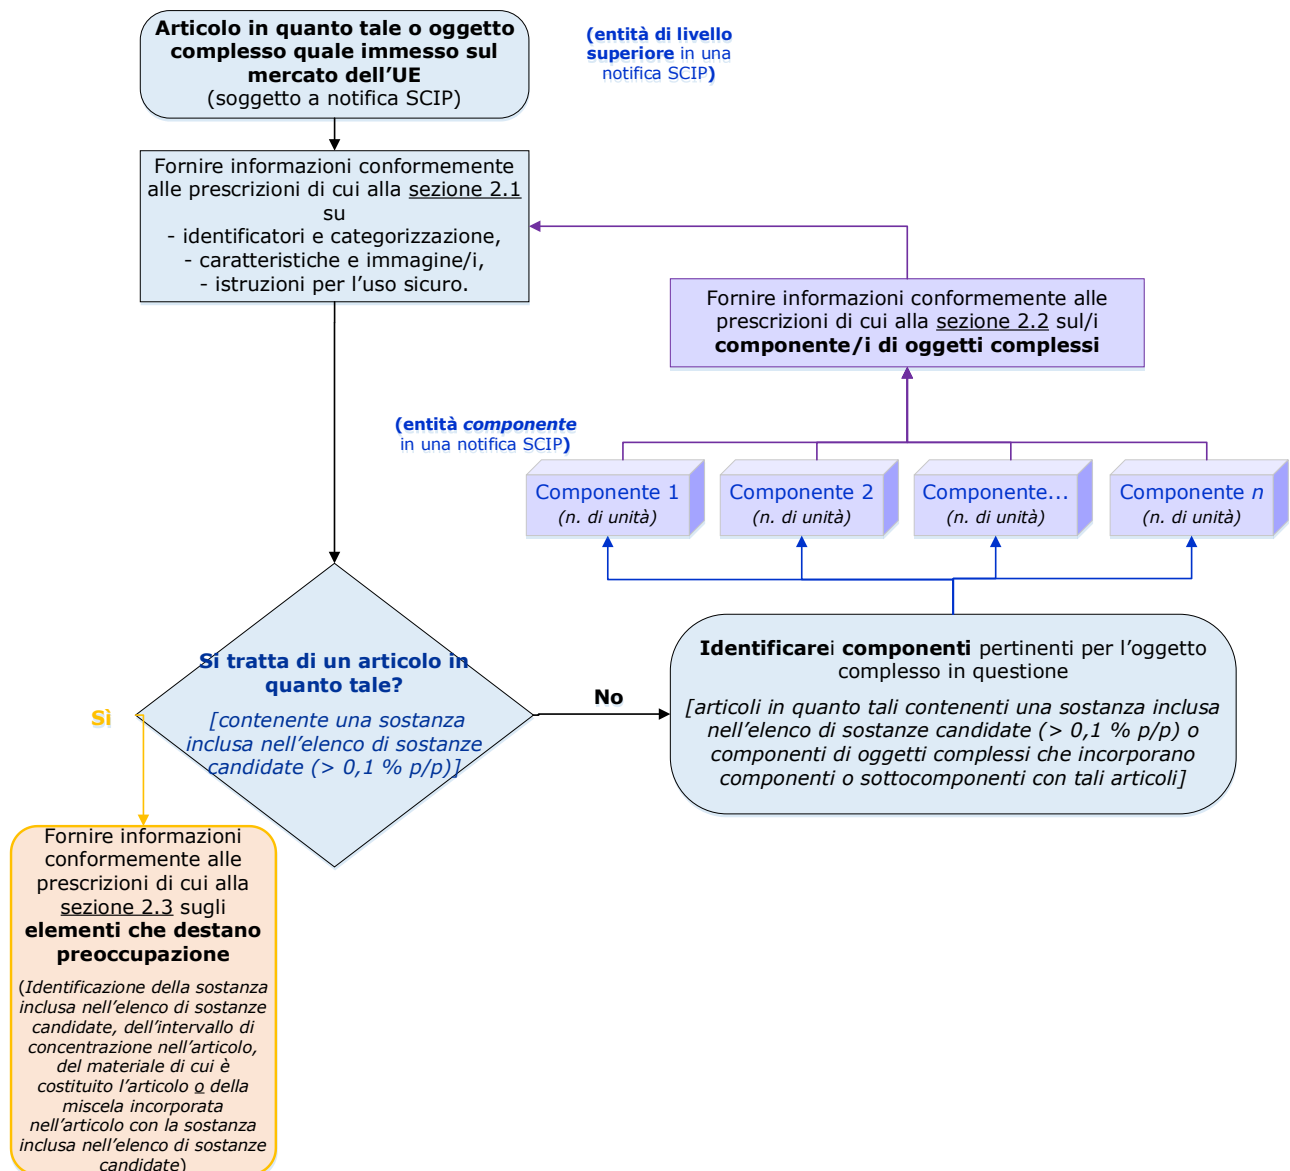 Articolo in quanto tale o oggetto
complesso quale immesso sul
mercato dell'UE
(soggetto a notifica SCIP)
(entità di livello
superiore in una
notifica SCIP)
Fornire informazioni conformemente
alle prescrizioni di cui alla sezione 2.1
su
- identificatori e categorizzazione,
- caratteristiche e immagine/i,
- istruzioni per l'uso sicuro.
Fornire informazioni conformemente alle
prescrizioni di cui alla sezione 2.2 sul/i
componente/i di oggetti complessi
(entità componente
in una notifica SCIP)
Componente 1
(n. di unità)
Componente 2
(n. di unità)
Componente...
(n. di unità)
Componente n
(n. di unità)
Si tratta di un articolo in
quanto tale?
[contenente una sostanza
inclusa nell'elenco di sostanze
candidate (> 0,1 % p/p)]
Sì
No
Identificarei componenti pertinenti per l'oggetto
complesso in questione
[articoli in quanto tali contenenti una sostanza inclusa
nell'elenco di sostanze candidate (> 0,1 % p/p) o
componenti di oggetti complessi che incorporano
componenti o sottocomponenti con tali articoli]
Fornire informazioni
conformemente alle
prescrizioni di cui alla
sezione 2.3 sugli
elementi che destano
preoccupazione
(Identificazione della sostanza
inclusa nell'elenco di sostanze
candidate, dell'intervallo di
concentrazione nell'articolo,
del materiale di cui è
costituito l'articolo o della
miscela incorporata
nell'articolo con la sostanza
inclusa nell'elenco di sostanze
candidate)